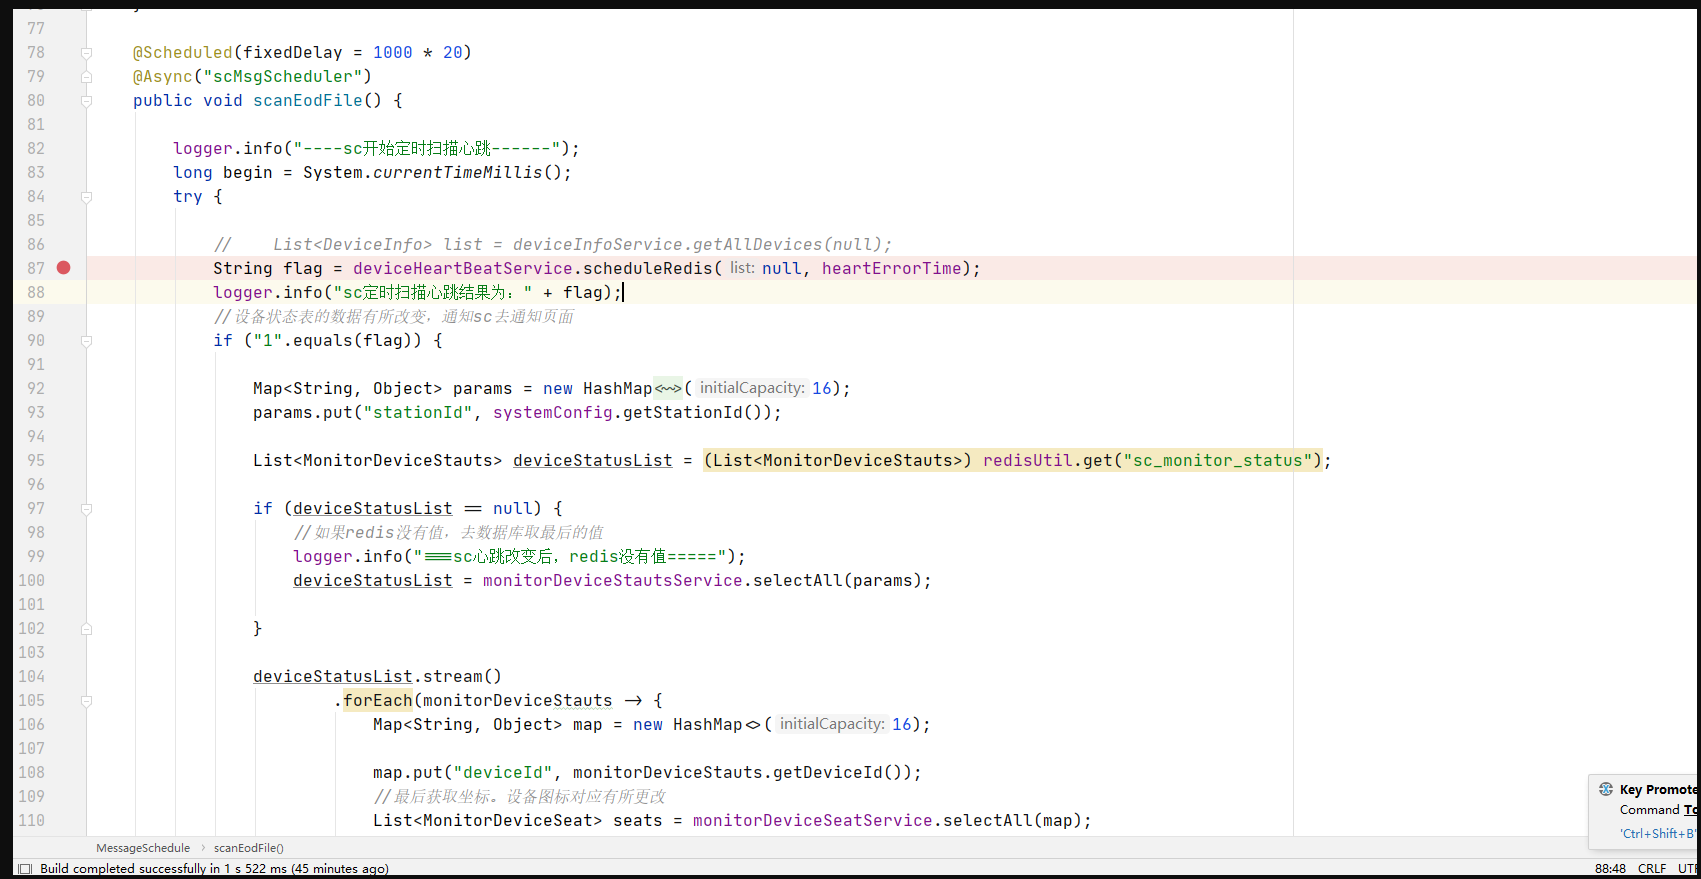 77
78 @Scheduled(fixedDelay = 1000 * 20)
79 @Async("scMsgScheduler")
80 public void scanEodFile() {
81
82 logger.info("----sc开始定时扫描心跳------");
83 long begin = System.currentTimeMillis();
84 try {
85
86 //    List<DeviceInfo> list = deviceInfoService.getAllDevices(null);
87 String flag = deviceHeartBeatService.scheduleRedis( list: null, heartErrorTime);
88 logger.info("sc定时扫描心跳结果为：" + flag);
89 //设备状态表的数据有所改变，通知sc去通知页面
90 if ("1".equals(flag)) {
91
92 Map<String, Object> params = new HashMap<~>( initialCapacity: 16);
93 params.put("stationId", systemConfig.getStationId());
94
95 List<MonitorDeviceStauts> deviceStatusList = (List<MonitorDeviceStauts>) redisUtil.get("sc_monitor_status");
96
97 if (deviceStatusList == null) {
98 //如果redis没有值，去数据库取最后的值
99 logger.info("===sc心跳改变后，redis没有值=====");
100 deviceStatusList = monitorDeviceStautsService.selectAll(params);
101
102 }
103
104 deviceStatusList.stream()
105 .forEach(monitorDeviceStauts -> {
106 Map<String, Object> map = new HashMap<>( initialCapacity: 16);
107
108 map.put("deviceId", monitorDeviceStauts.getDeviceId());
109 //最后获取坐标。设备图标对应有所更改
110 List<MonitorDeviceSeat> seats = monitorDeviceSeatService.selectAll(map);
Key Promote
Command To
'Ctrl+Shift+B'
MessageSchedule › scanEodFile()
Build completed successfully in 1 s 522 ms (45 minutes ago)
88:48 CRLF UTF